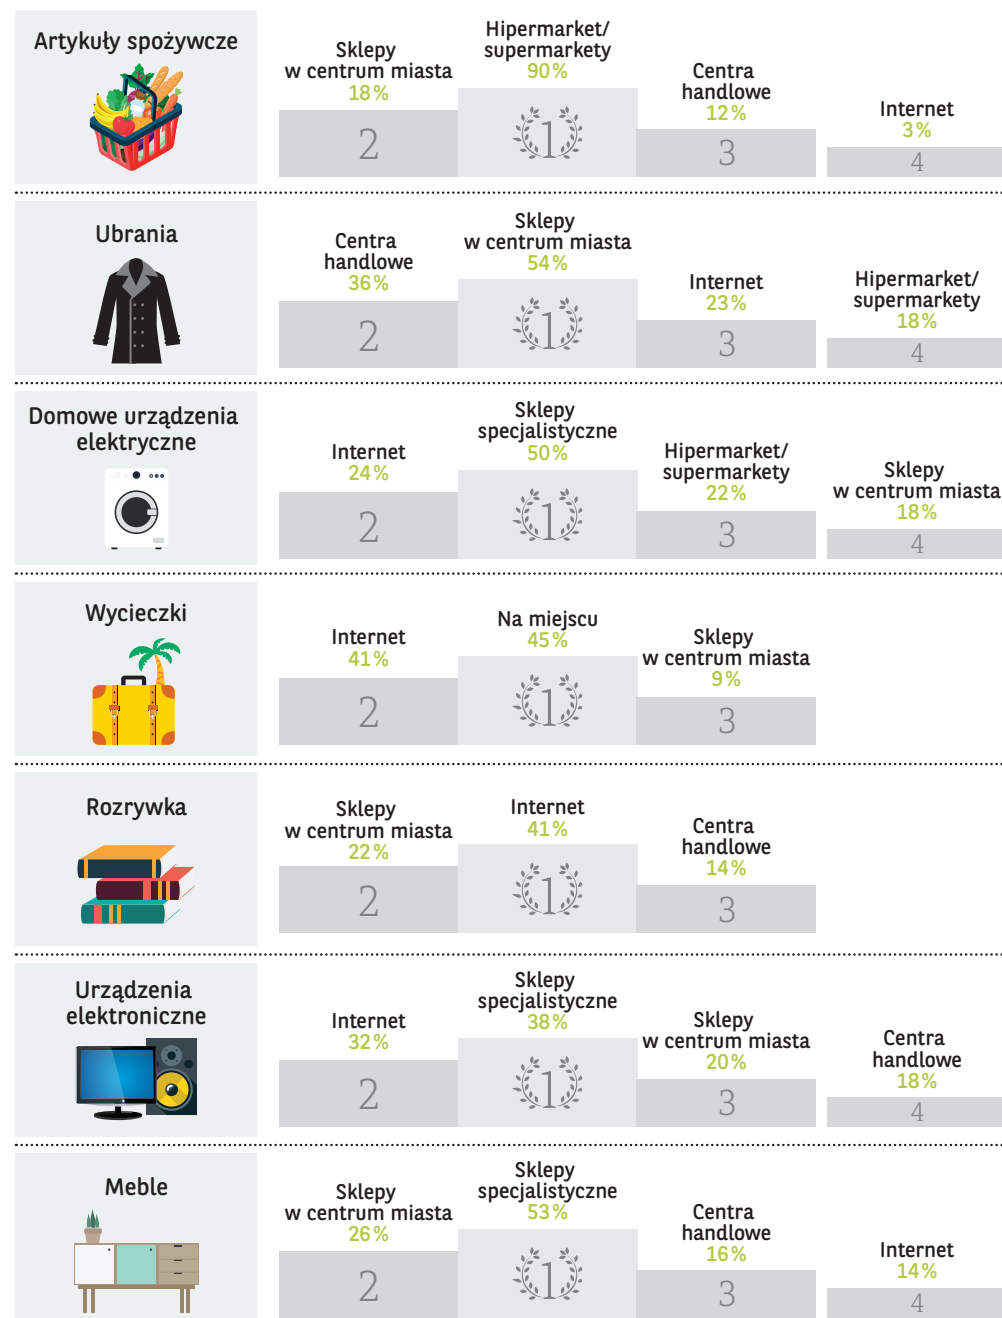 Artykuły spożywcze
Sklepy
w centrum miasta
18%
2
Hipermarket/
supermarkety
90%
1
Centra
handlowe
12%
3
Internet
3%
4
Ubrania
Centra
handlowe
36%
2
Sklepy
w centrum miasta
54%
1
Internet
23%
3
Hipermarket/
supermarkety
18%
4
Domowe urządzenia
elektryczne
Internet
24%
2
Sklepy
specjalistyczne
50%
1
Hipermarket/
supermarkety
22%
3
Sklepy
w centrum miasta
18%
4
Wycieczki
Internet
41%
2
Na miejscu
45%
1
Sklepy
w centrum miasta
9%
3
Rozrywka
Sklepy
w centrum miasta
22%
2
Internet
41%
1
Centra
handlowe
14%
3
Urządzenia
elektroniczne
Internet
32%
2
Sklepy
specjalistyczne
38%
1
Sklepy
w centrum miasta
20%
3
Centra
handlowe
18%
4
Meble
Sklepy
w centrum miasta
26%
2
Sklepy
specjalistyczne
53%
1
Centra
handlowe
16%
3
Internet
14%
4